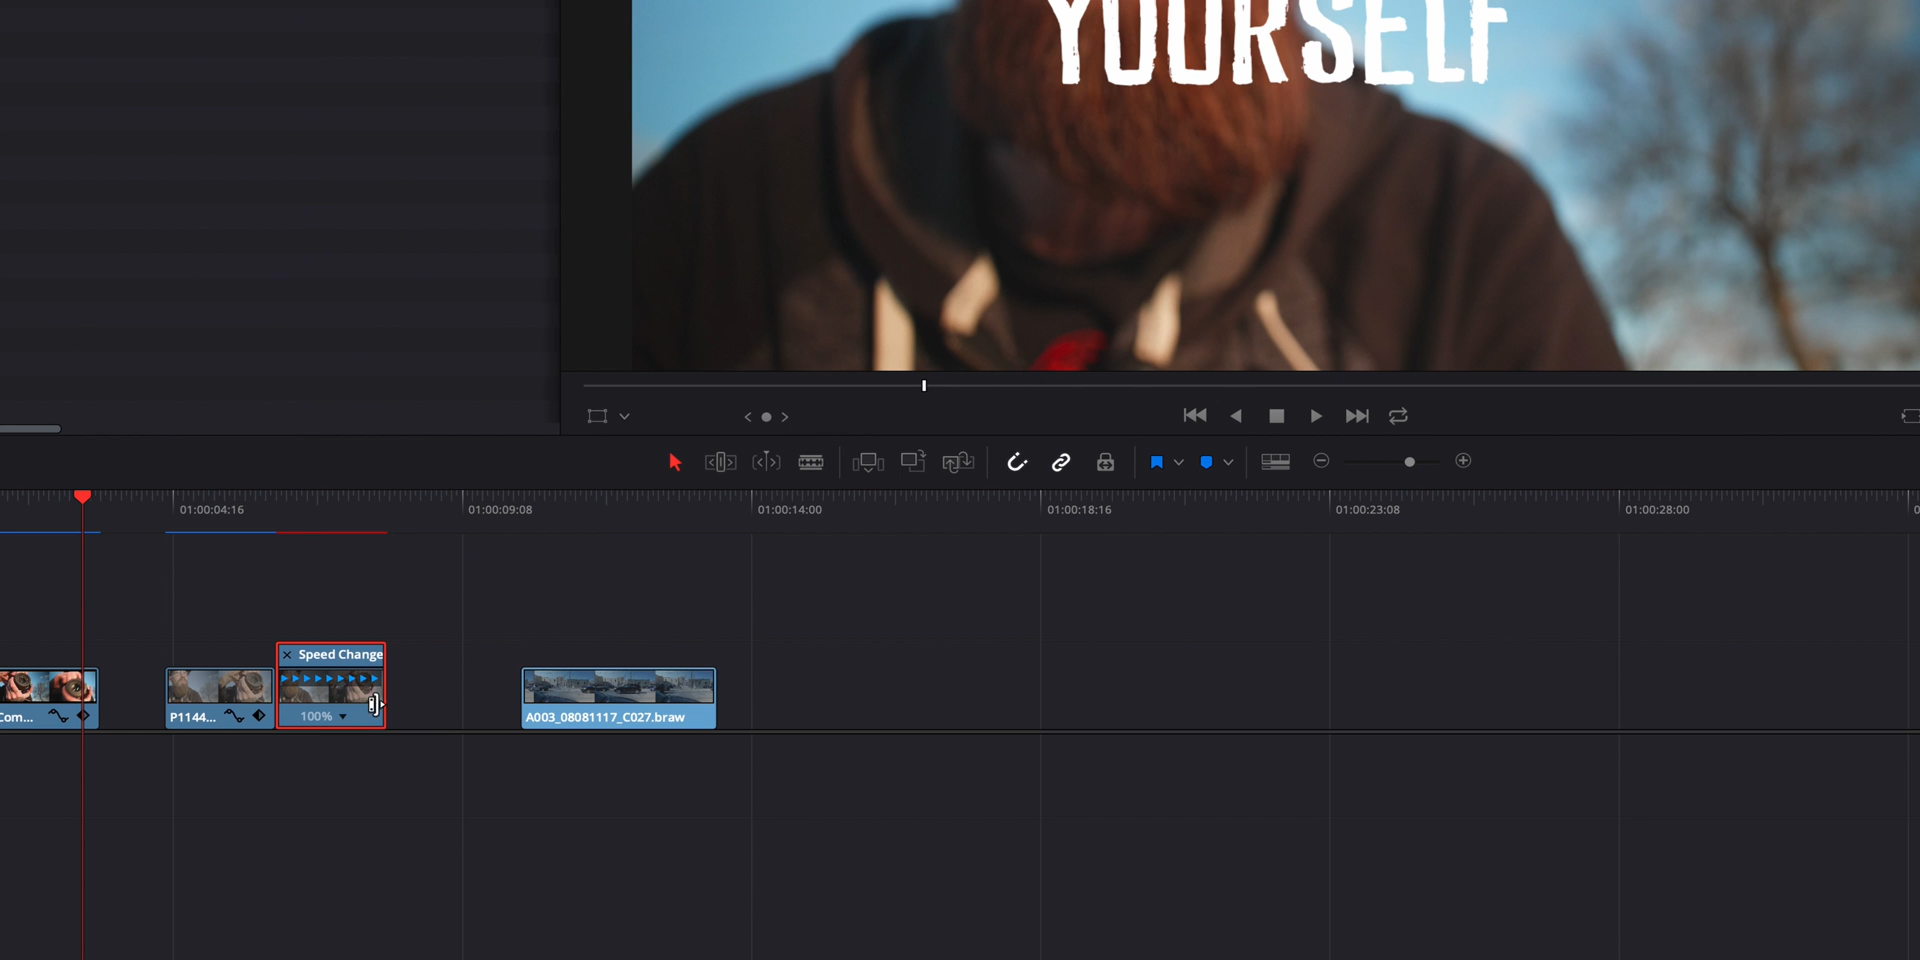 YOURSELF
01:00:04:16
01:00:09:08
01:00:14:00
01:00:18:16
01:00:23:08
01:00:28:00
Speed Change
Com...
P1144...
100%
A003_08081117_C027.braw